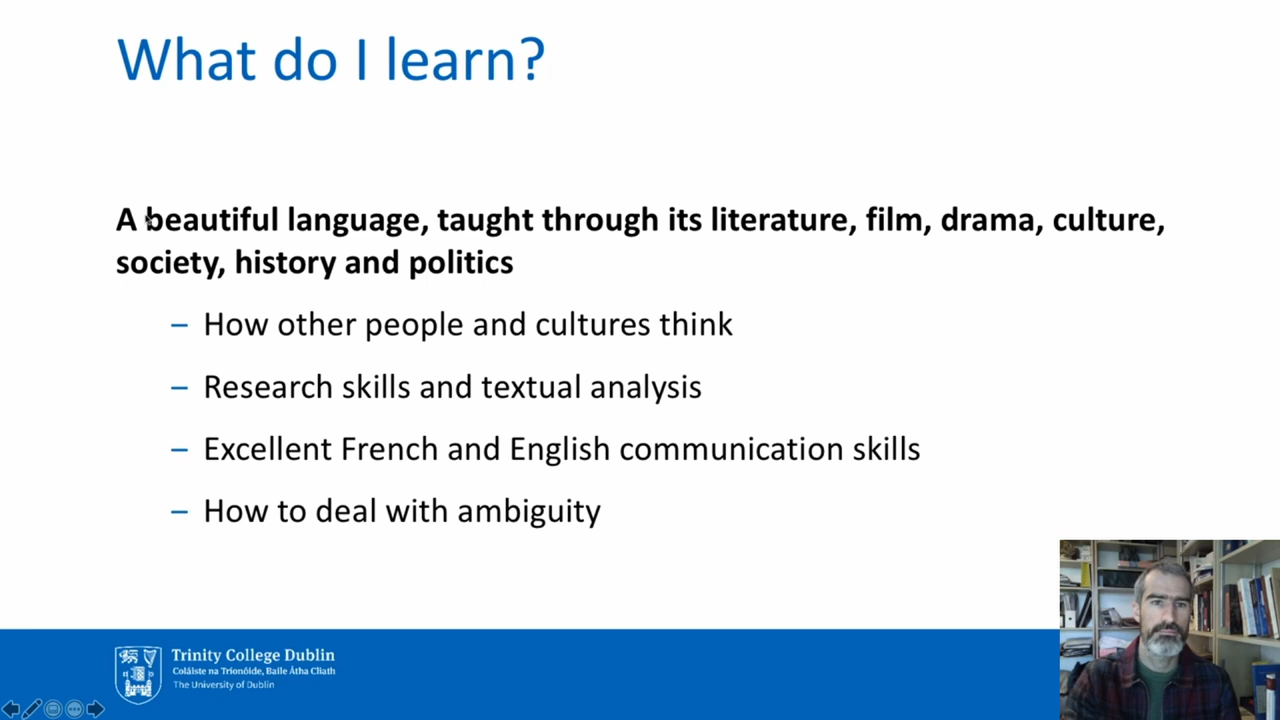 What do I learn?
A beautiful language, taught through its literature, film, drama, culture,
society, history and politics
– How other people and cultures think
– Research skills and textual analysis
– Excellent French and English communication skills
– How to deal with ambiguity
Trinity College Dublin
Coláiste na Tríonóide, Baile Átha Cliath
The University of Dublin